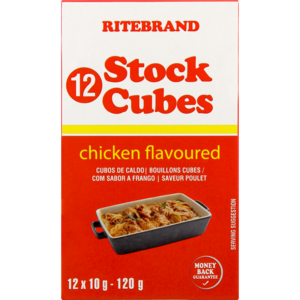 RITEBRAND
12 Stock
Cubes
chicken flavoured
CUBOS DE CALDO| BOUILLONS CUBES/
COM SABOR A FRANGO | SAVEUR POULET
SERVING SUGGESTION
MONEY
BACK
GUARANTEE
12 x 10g - 120 g